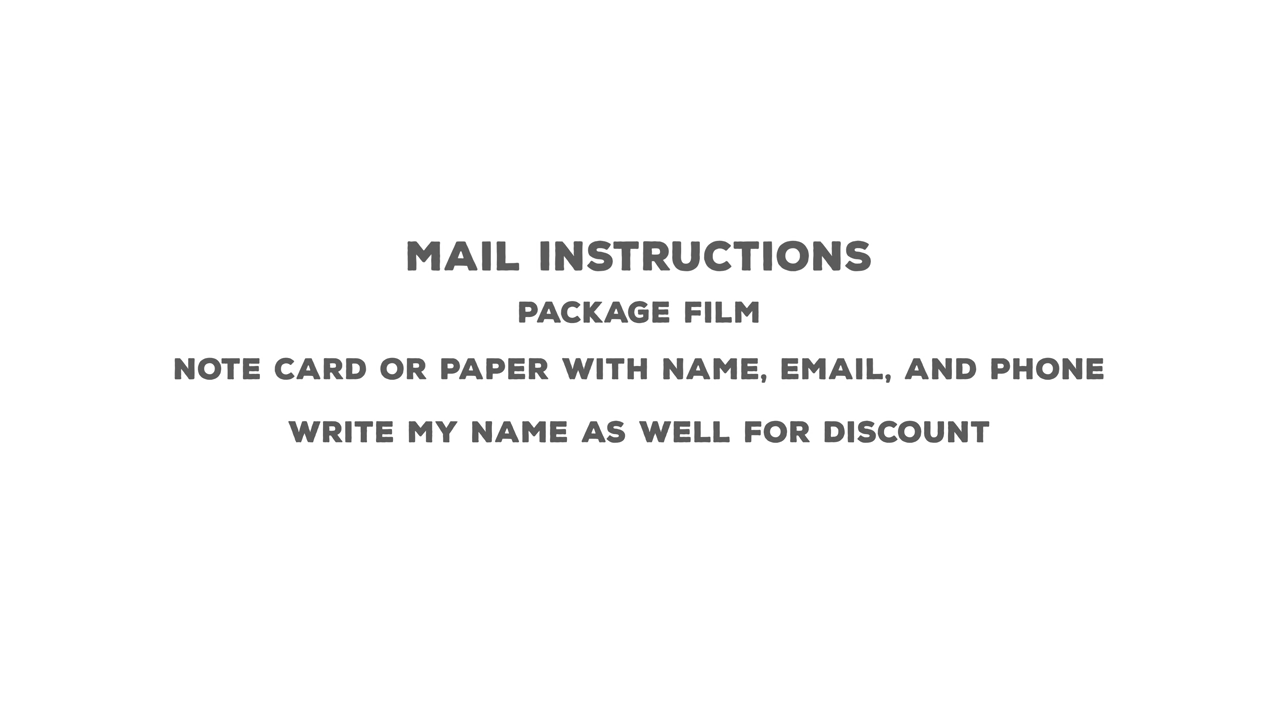 MAIL INSTRUCTIONS
PACKAGE FILM
NOTE CARD OR PAPER WITH NAME, EMAIL, AND PHONE
WRITE MY NAME AS WELL FOR DISCOUNT